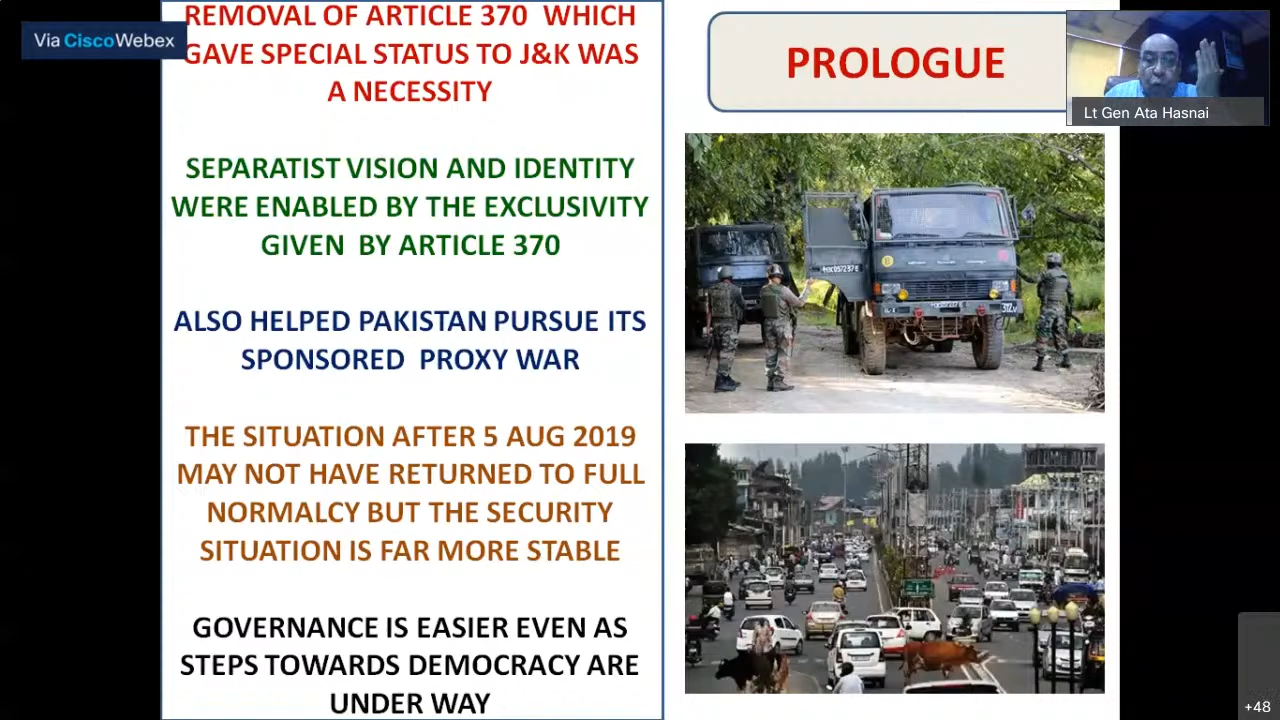 Via CiscoWebex
REMOVAL OF ARTICLE 370 WHICH
GAVE SPECIAL STATUS TO J&K WAS
A NECESSITY
SEPARATIST VISION AND IDENTITY
WERE ENABLED BY THE EXCLUSIVITY
GIVEN BY ARTICLE 370
ALSO HELPED PAKISTAN PURSUE ITS
SPONSORED PROXY WAR
THE SITUATION AFTER 5 AUG 2019
MAY NOT HAVE RETURNED TO FULL
NORMALCY BUT THE SECURITY
SITUATION IS FAR MORE STABLE
GOVERNANCE IS EASIER EVEN AS
STEPS TOWARDS DEMOCRACY ARE
UNDER WAY
PROLOGUE
Lt Gen Ata Hasnai
+48